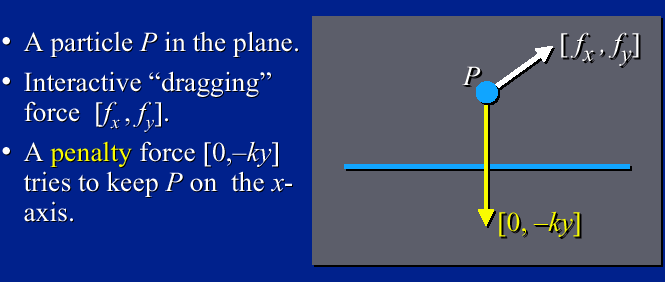 • A particle P in the plane.
• Interactive “dragging”
force [fx , fy].
• A penalty force [0,–ky]
tries to keep P on the x-
axis.
[ fx , fy]
P
[0, –ky]